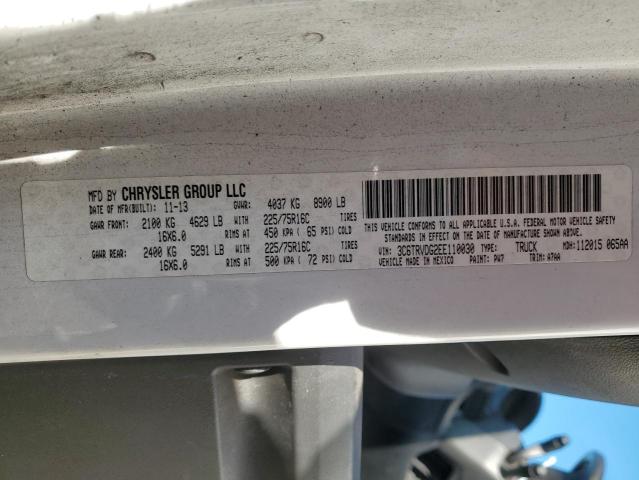 MFD BY CHRYSLER GROUP LLC
DATE OF MFR(BUILT): 11-13 GVWR: 4037 KG 8900 LB
GAWR FRONT: 2100 KG 4629 LB WITH 225/75R16C TIRES
16X6.0 RIMS AT 450 KPA ( 65 PSI) COLD
GAWR REAR: 2400 KG 5291 LB WITH 225/75R16C TIRES
16X6.0 RIMS AT 500 KPA ( 72 PSI) COLD
THIS VEHICLE CONFORMS TO ALL APPLICABLE U.S.A. FEDERAL MOTOR VEHICLE SAFETY
STANDARDS IN EFFECT ON THE DATE OF MANUFACTURE SHOWN ABOVE.
VIN: 3C6TRVDG2EE110030 TYPE: TRUCK MDH: 112015 065AA
VEHICLE MADE IN MEXICO PAINT: PW7 TRIM: A7AA